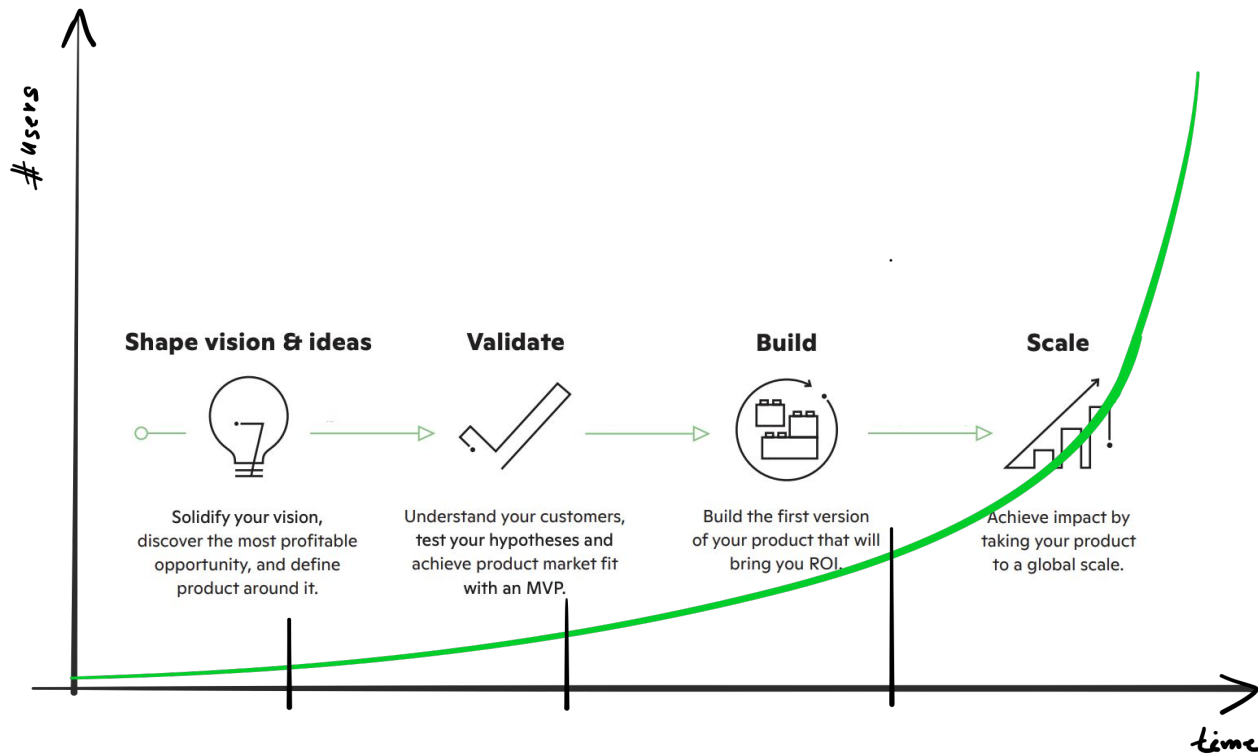 # users
Shape vision & ideas
Validate
Build
Scale
Solidify your vision,
discover the most profitable
opportunity, and define
product around it.
Understand your customers,
test your hypotheses and
achieve product market fit
with an MVP.
Build the first version
of your product that will
bring you ROI.
Achieve impact by
taking your product
to a global scale.
time